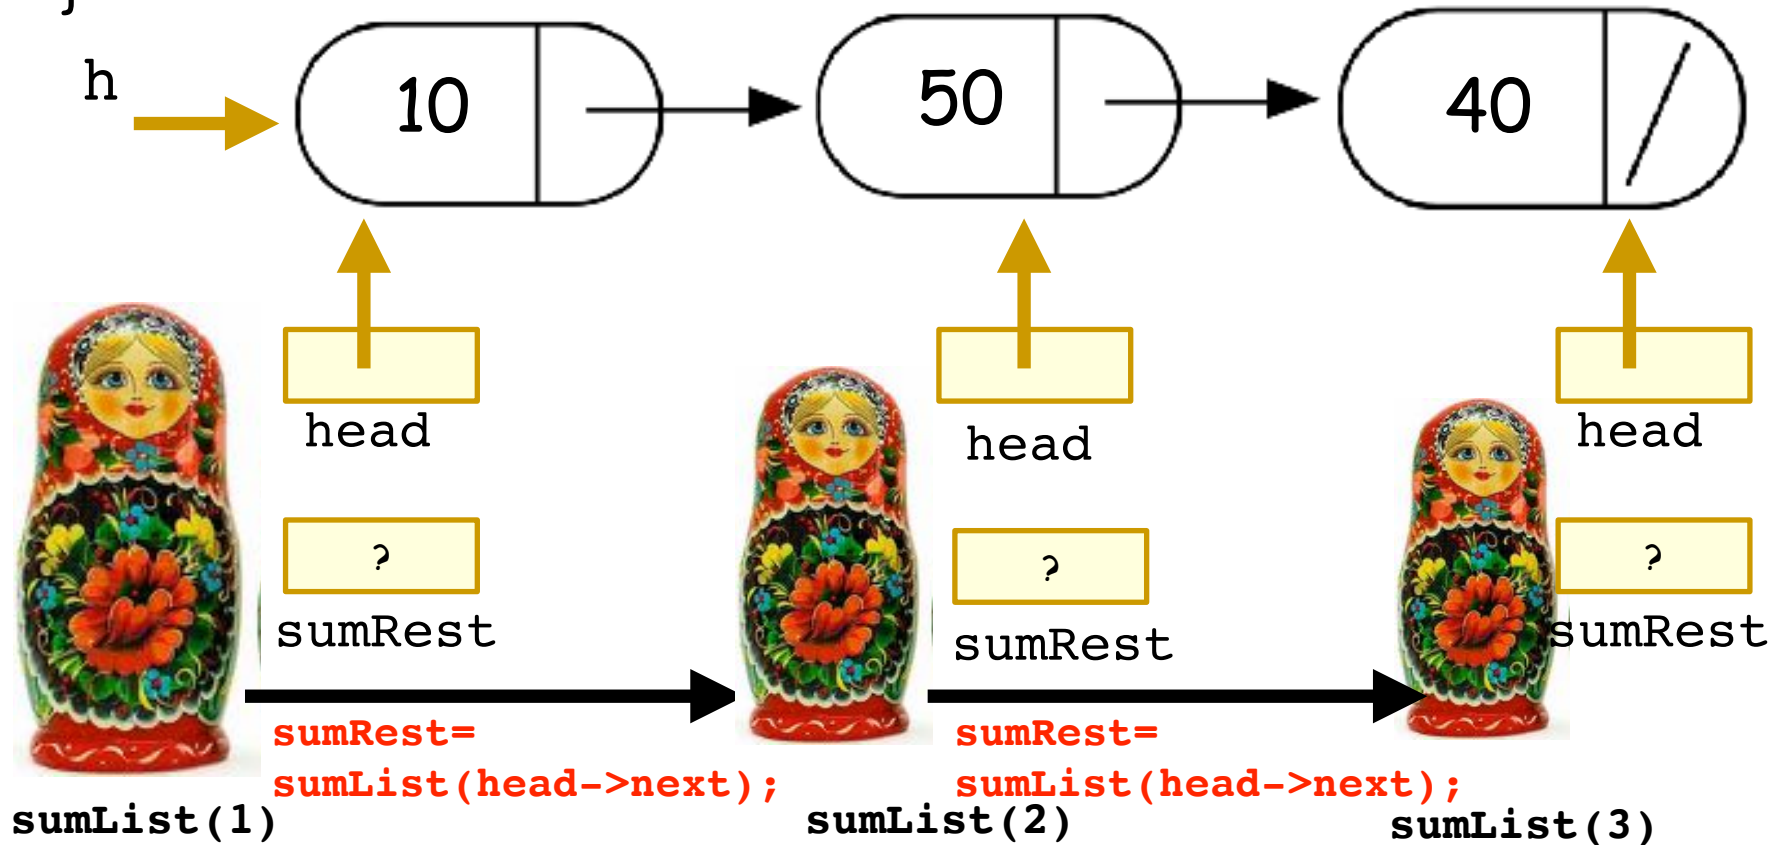 }
h
10
50
40
head
head
head
?
?
?
sumRest
sumRest
sumRest
sumRest=
sumList(head->next);
sumRest=
sumList(head->next);
sumList(1)
sumList(2)
sumList(3)